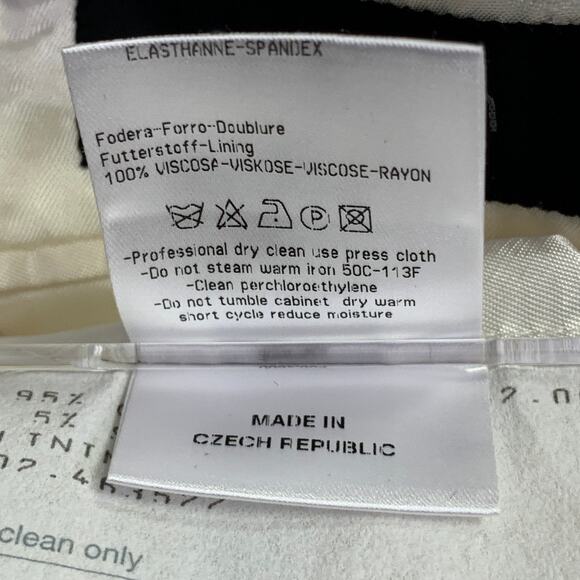 ELASTHANNE-SPANDEX
Fodera-Forro-Doublure
Futterstoff-Lining
100% VISCOSA-VISKOSE-VISCOSE-RAYON
-Professional dry clean use press cloth
-Do not steam warm iron 50C-113F
-Clean perchloroethylene
-Do not tumble cabinet dry warm
short cycle reduce moisture
95%
5%
MADE IN
CZECH REPUBLIC
clean only